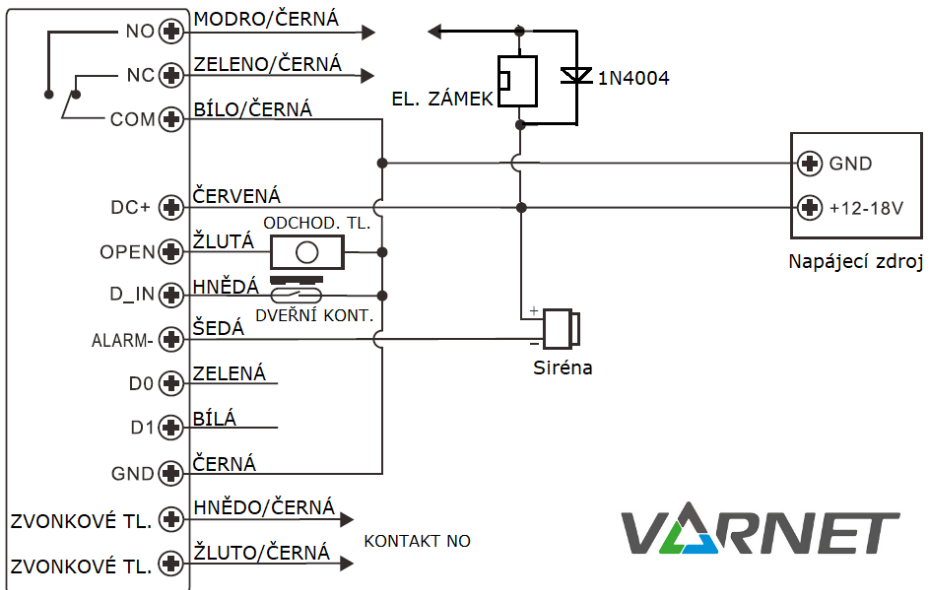 NO MODRO/ČERNÁ
NC ZELENO/ČERNÁ
1N4004
EL. ZÁMEK
COM BÍLO/ČERNÁ
GND
DC+ ČERVENÁ
+12-18V
ODCHOD. TL.
OPEN ŽLUTÁ
Napájecí zdroj
D_IN HNĚDÁ
DVEŘNÍ KONT.
+
ALARM- ŠEDÁ
–
Siréna
D0 ZELENÁ
D1 BÍLÁ
GND ČERNÁ
ZVONKOVÉ TL. HNĚDO/ČERNÁ
KONTAKT NO
ZVONKOVÉ TL. ŽLUTO/ČERNÁ
VARNET